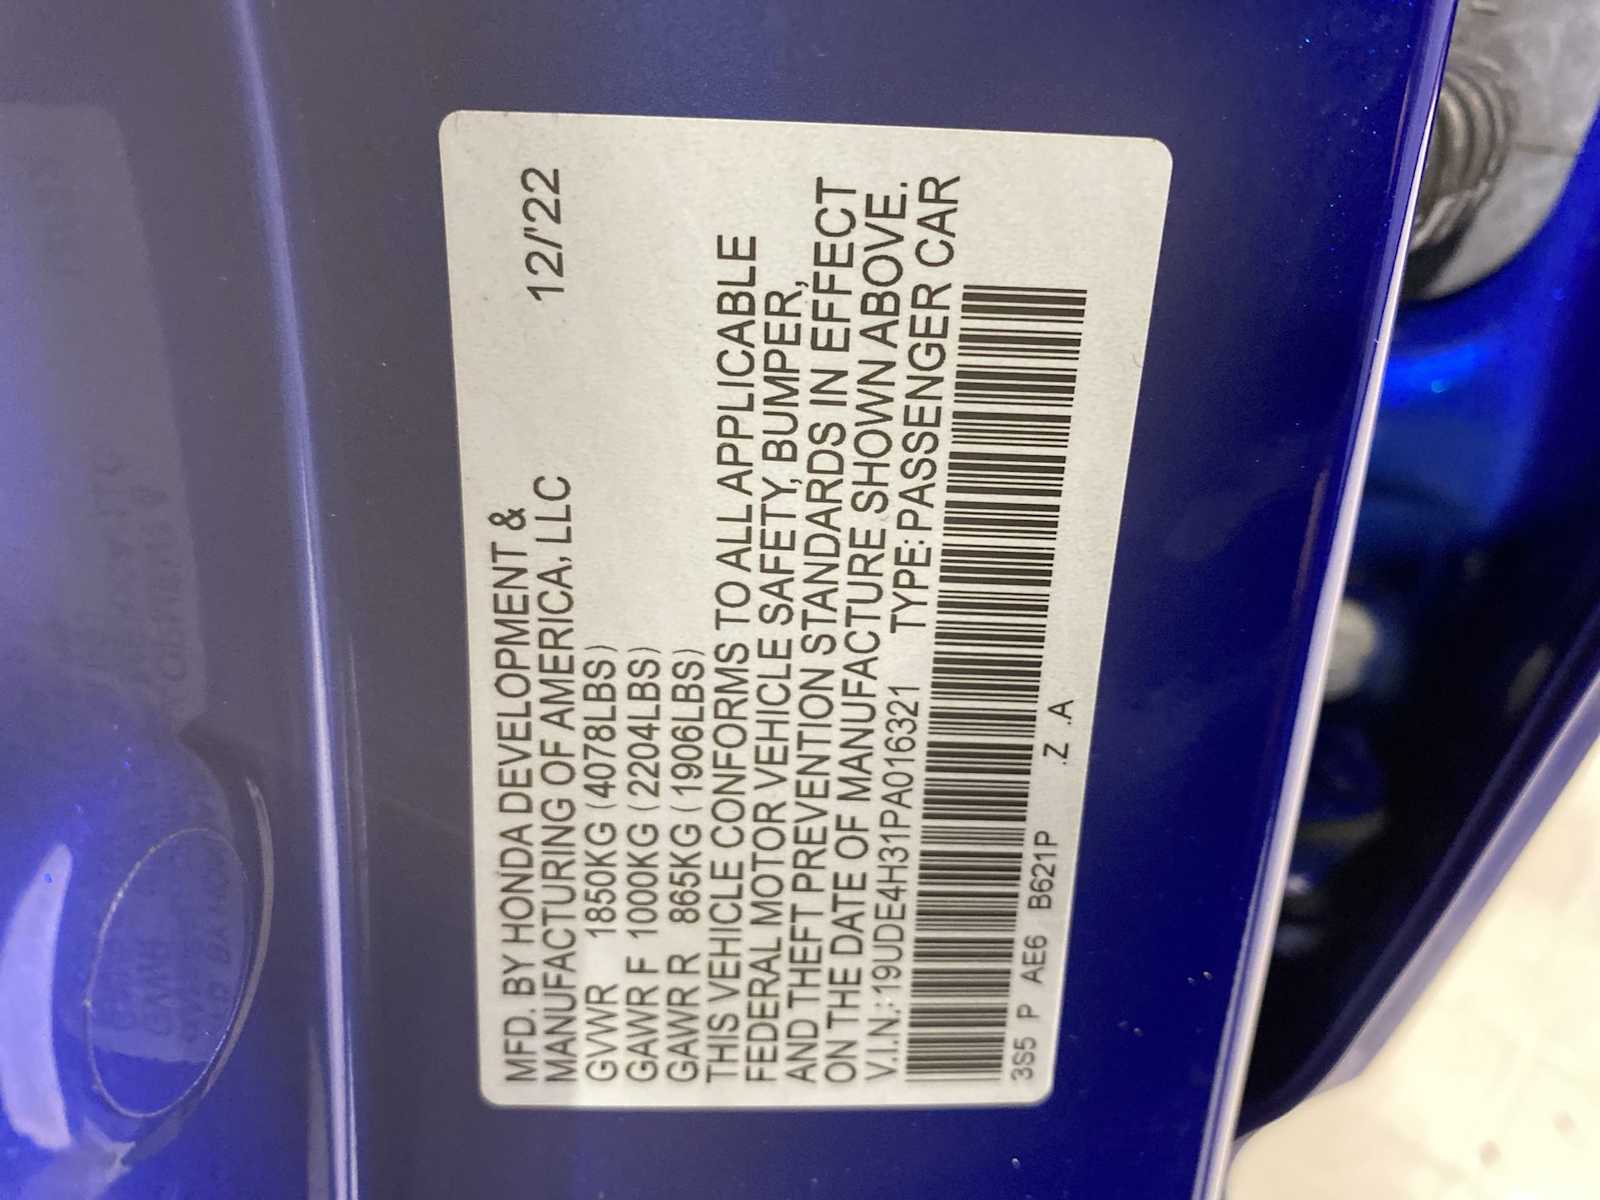 MFD. BY HONDA DEVELOPMENT &
MANUFACTURING OF AMERICA, LLC 12/'22
GVWR 1850KG (4078LBS)
GAWR F 1000KG (2204LBS)
GAWR R 865KG (1906LBS)
THIS VEHICLE CONFORMS TO ALL APPLICABLE
FEDERAL MOTOR VEHICLE SAFETY, BUMPER,
AND THEFT PREVENTION STANDARDS IN EFFECT
ON THE DATE OF MANUFACTURE SHOWN ABOVE.
V.I.N.: 19UDE4H31PA016321 TYPE: PASSENGER CAR
3S5 P AE6 B621P .Z .A